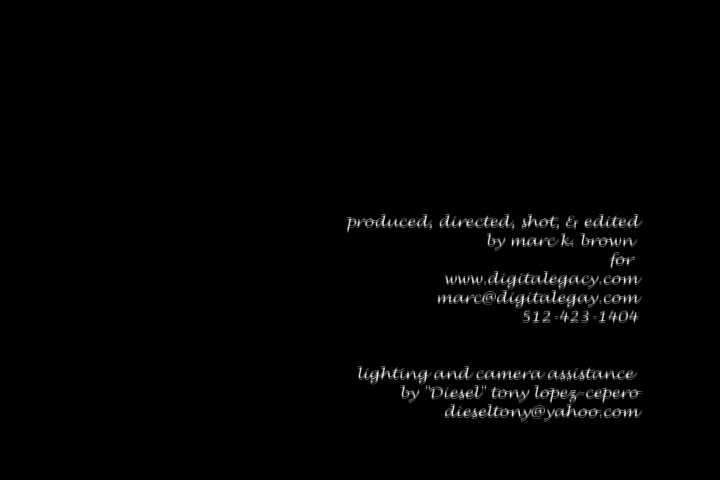 produced, directed, shot, & edited
by marc k. brown
for
www.digitalegacy.com
marc@digitalegay.com
512-423-1404
lighting and camera assistance
by "Diesel" tony lopez-cepero
dieseltony@yahoo.com